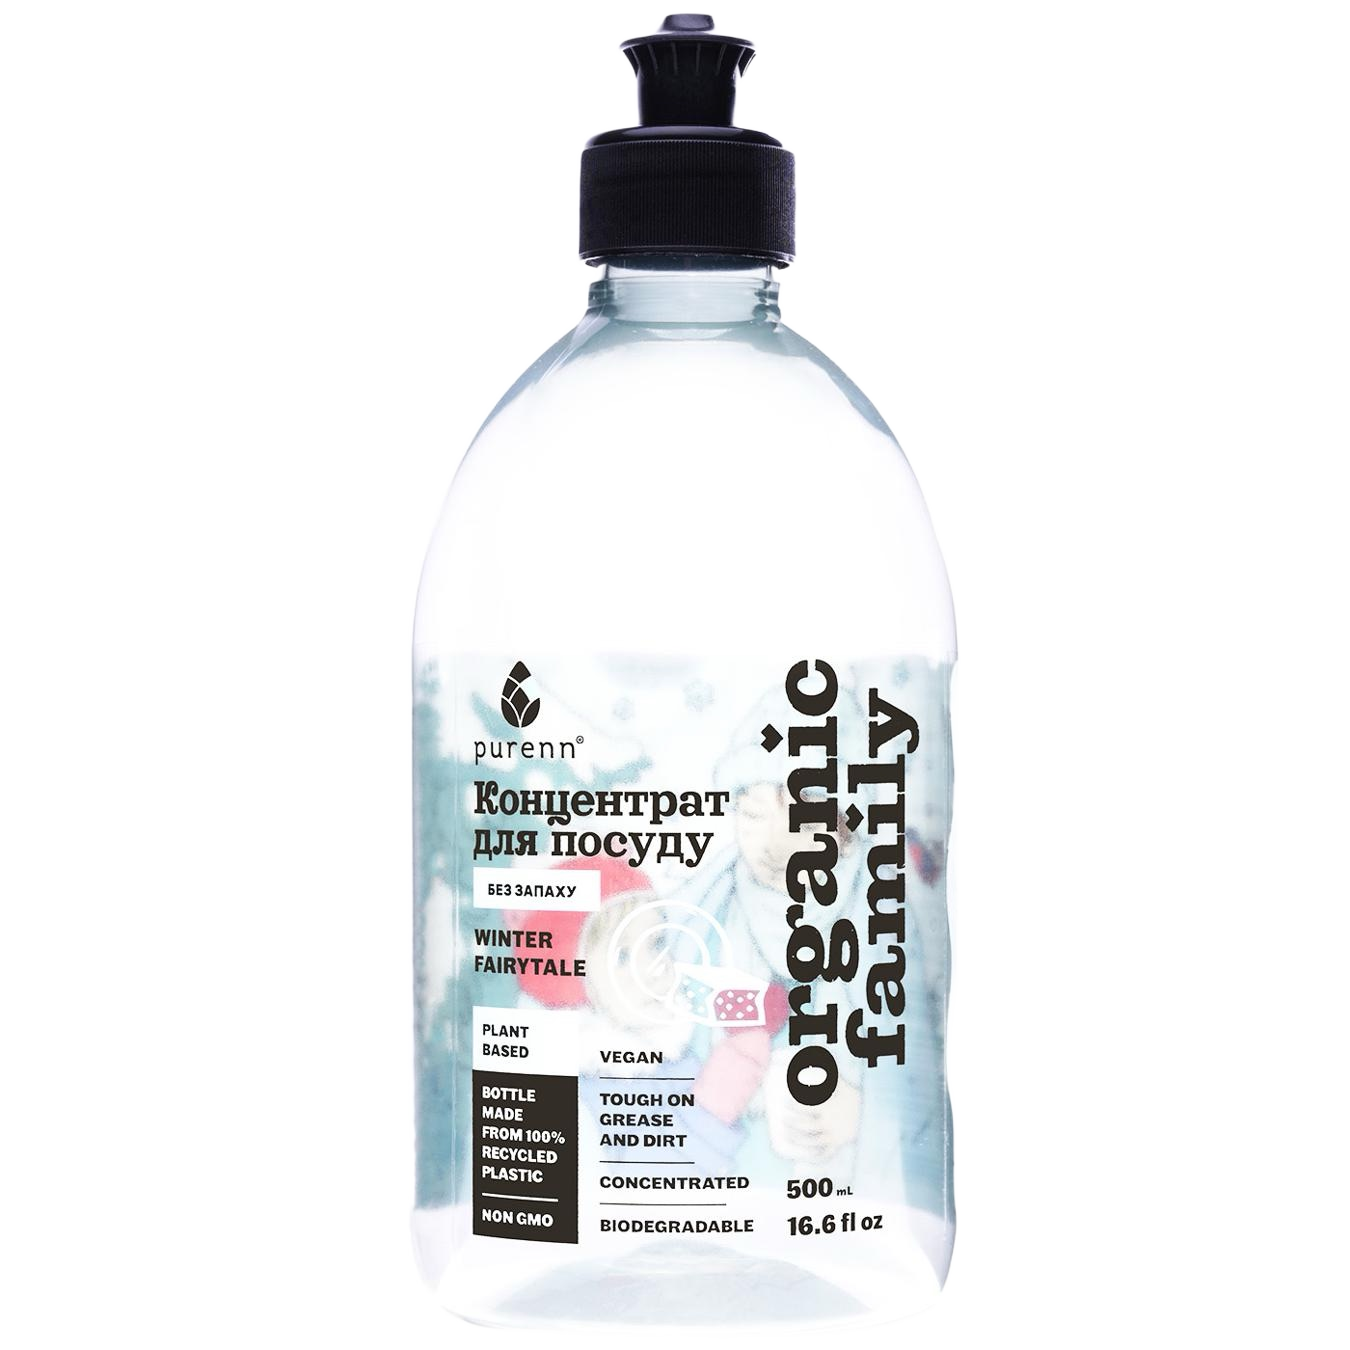 purenn®
Концентрат
для посуду
БЕЗ ЗАПАХУ
WINTER
FAIRYTALE
PLANT
BASED
BOTTLE
MADE
FROM 100%
RECYCLED
PLASTIC
NON GMO
VEGAN
TOUGH ON
GREASE
AND DIRT
CONCENTRATED
BIODEGRADABLE
organic
family
500 mL
16.6 fl oz